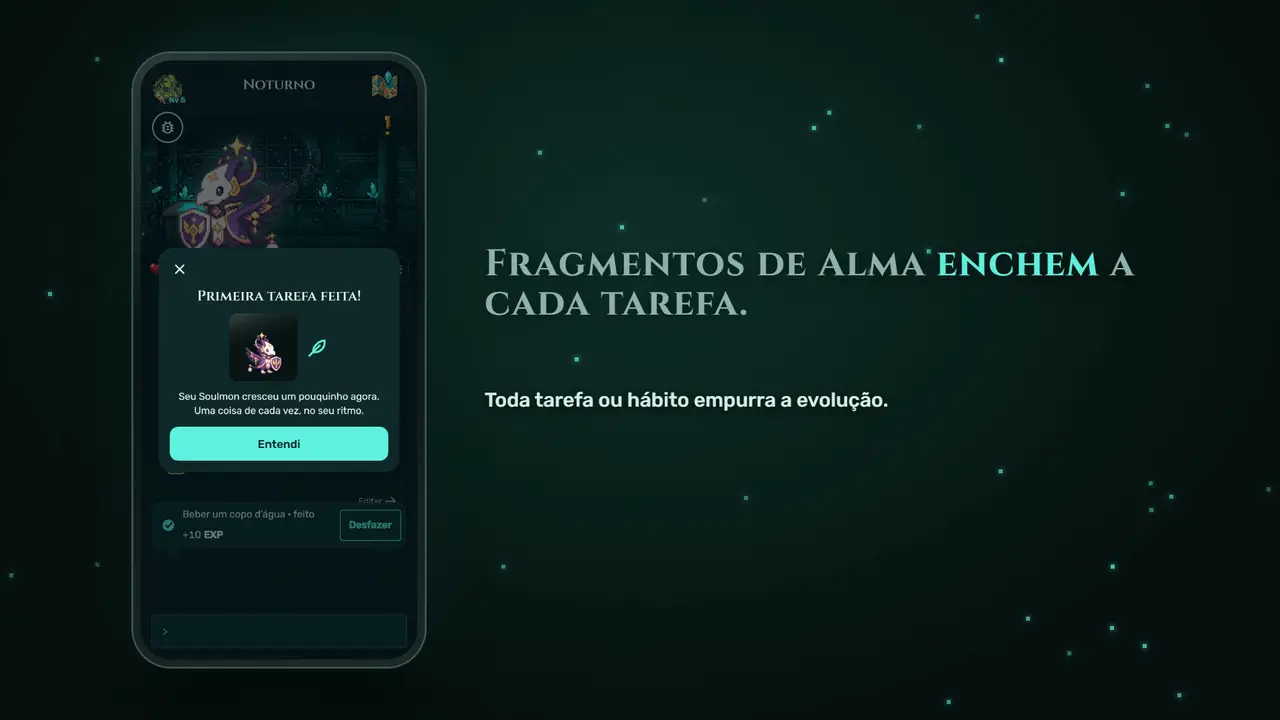 Noturno
Nv 5
Primeira tarefa feita!
Seu Soulmon cresceu um pouquinho agora.
Uma coisa de cada vez, no seu ritmo.
Entendi
Editar →
Beber um copo d'água • feito
+10 EXP
Desfazer
Fragmentos de Alma enchem a
cada tarefa.
Toda tarefa ou hábito empurra a evolução.